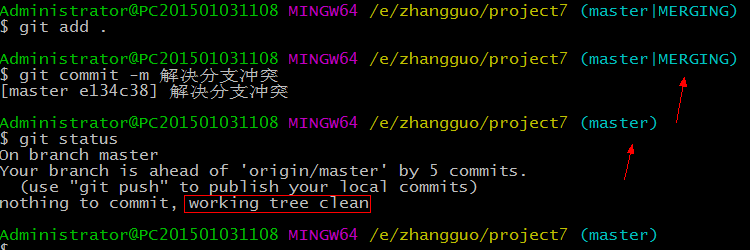 Administrator@PC201501031108 MINGW64 /e/zhangguo/project7 (master|MERGING)
$ git add .
Administrator@PC201501031108 MINGW64 /e/zhangguo/project7 (master|MERGING)
$ git commit -m 解决分支冲突
[master e134c38] 解决分支冲突
Administrator@PC201501031108 MINGW64 /e/zhangguo/project7 (master)
$ git status
On branch master
Your branch is ahead of 'origin/master' by 5 commits.
  (use "git push" to publish your local commits)
nothing to commit, working tree clean
Administrator@PC201501031108 MINGW64 /e/zhangguo/project7 (master)
$